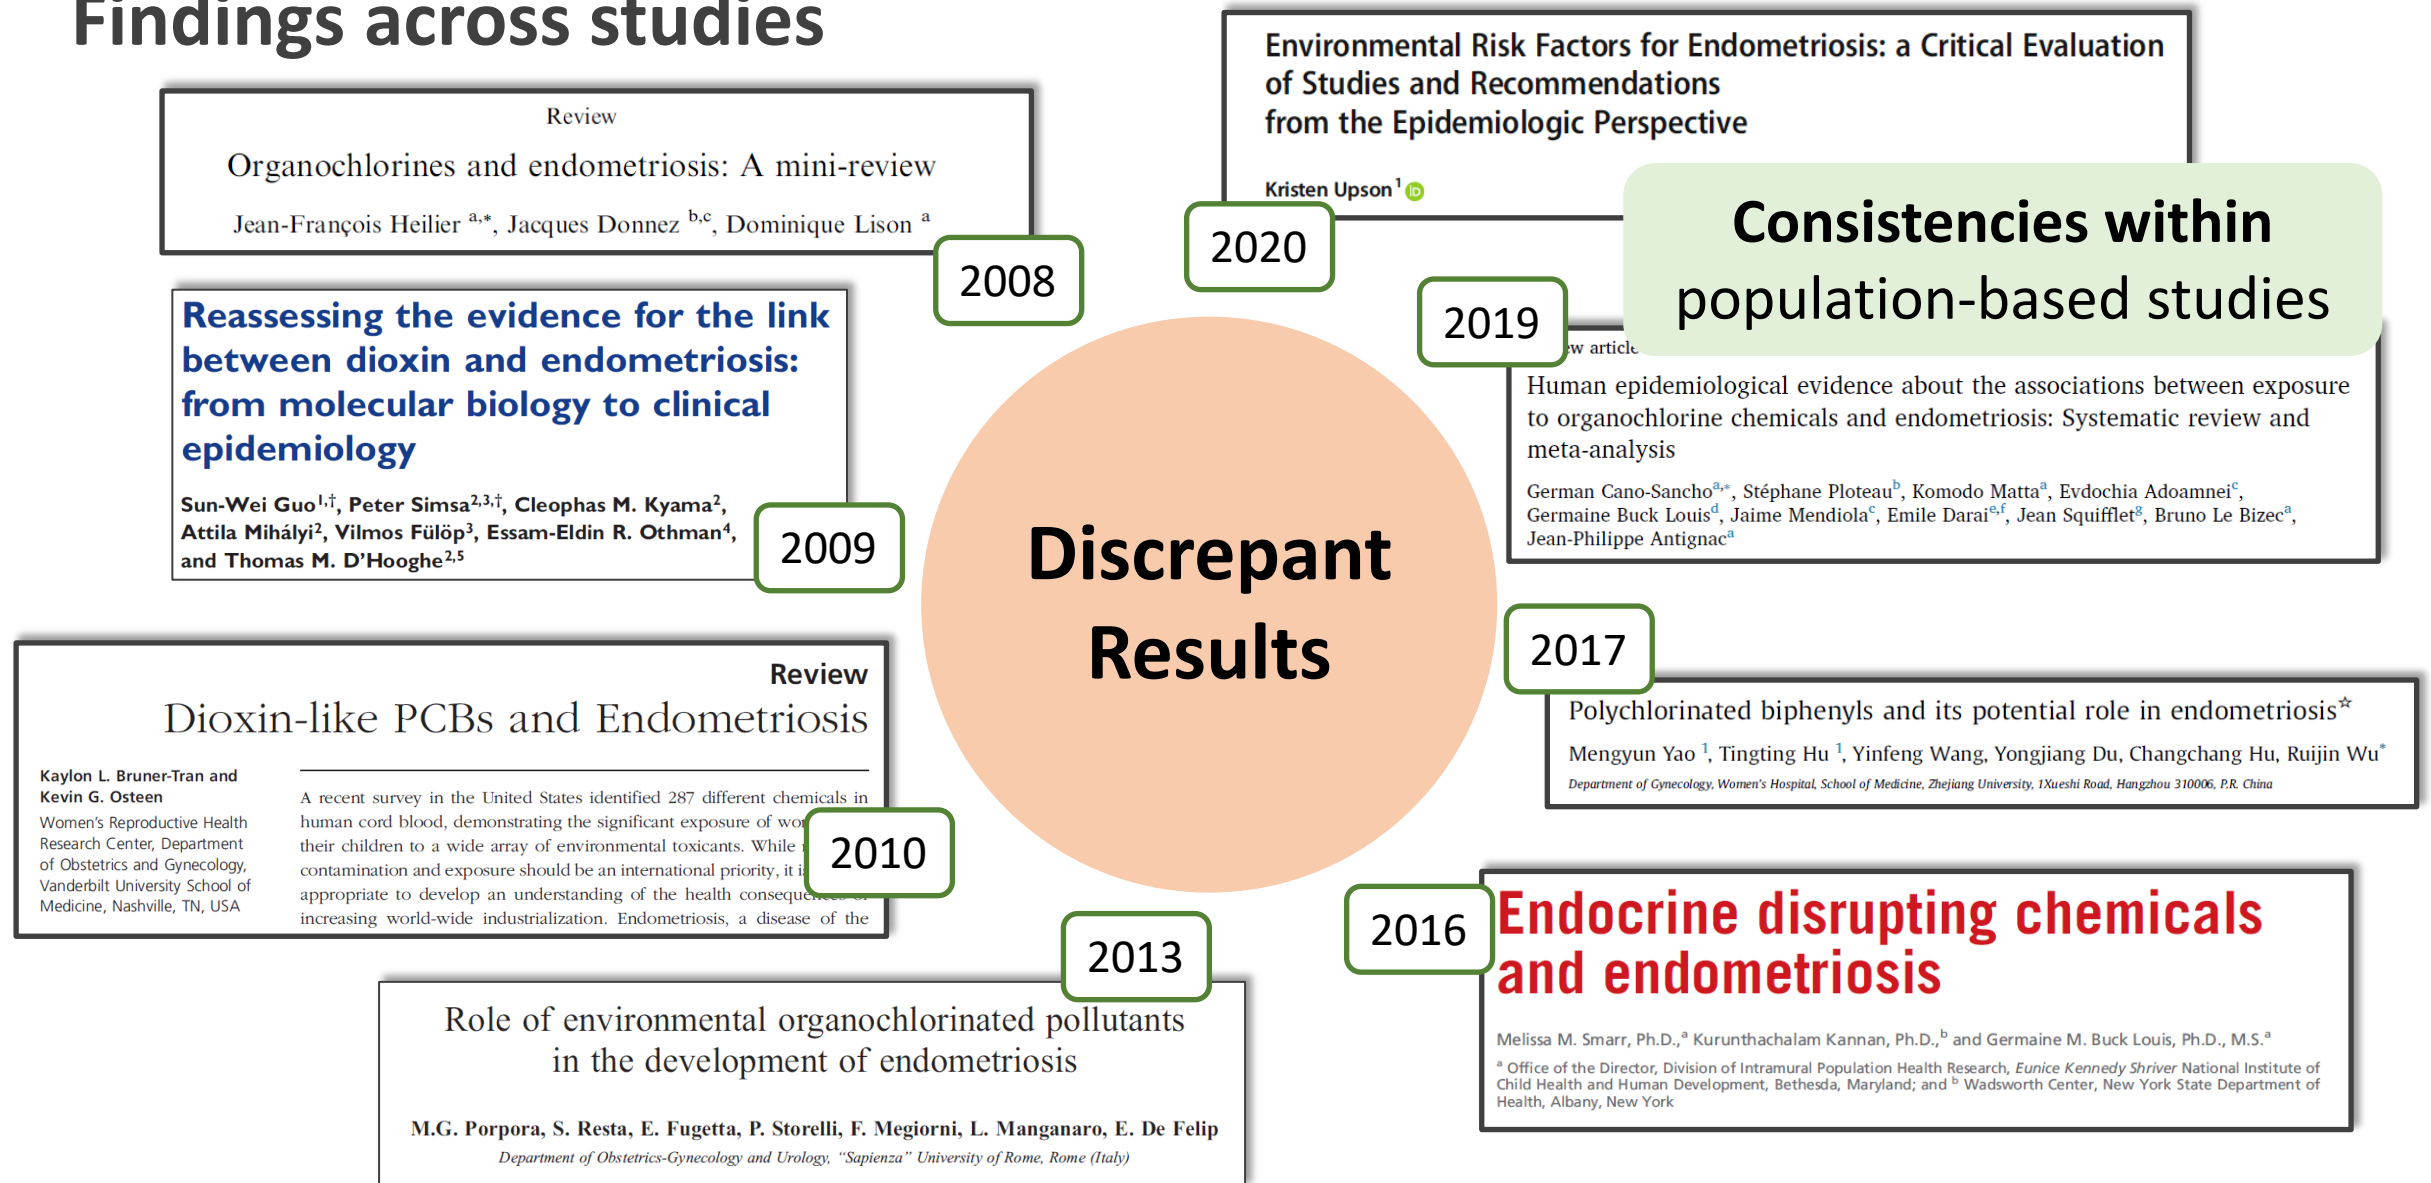 Findings across studies
Review
Organochlorines and endometriosis: A mini-review
Jean-François Heilier a,*, Jacques Donnez b,c, Dominique Lison a
2008
Reassessing the evidence for the link
between dioxin and endometriosis:
from molecular biology to clinical
epidemiology
Sun-Wei Guo1,†, Peter Simsa2,3,†, Cleophas M. Kyama2,
Attila Mihályi2, Vilmos Fülöp3, Essam-Eldin R. Othman4,
and Thomas M. D'Hooghe2,5
2009
Review
Dioxin-like PCBs and Endometriosis
Kaylon L. Bruner-Tran and
Kevin G. Osteen
Women's Reproductive Health
Research Center, Department
of Obstetrics and Gynecology,
Vanderbilt University School of
Medicine, Nashville, TN, USA
A recent survey in the United States identified 287 different chemicals in
human cord blood, demonstrating the significant exposure of
their children to a wide array of environmental toxicants. While
contamination and exposure should be an international priority, it
appropriate to develop an understanding of the health
increasing world-wide industrialization. Endometriosis, a disease of the
2010
2013
Role of environmental organochlorinated pollutants
in the development of endometriosis
M.G. Porpora, S. Resta, E. Fugetta, P. Storelli, F. Megiorni, L. Manganaro, E. De Felip
Department of Obstetrics-Gynecology and Urology, "Sapienza" University of Rome, Rome (Italy)
Discrepant
Results
Environmental Risk Factors for Endometriosis: a Critical Evaluation
of Studies and Recommendations
from the Epidemiologic Perspective
Kristen Upson1 iD
2020
Consistencies within
population-based studies
2019
article
Human epidemiological evidence about the associations between exposure
to organochlorine chemicals and endometriosis: Systematic review and
meta-analysis
German Cano-Sanchoa,*, Stéphane Ploteaub, Komodo Mattaa, Evdochia Adoamneic,
Germaine Buck Louisd, Jaime Mendiolac, Emile Daraie,f, Jean Squiffletg, Bruno Le Bizeca,
Jean-Philippe Antignaca
2017
Polychlorinated biphenyls and its potential role in endometriosis☆
Mengyun Yao 1, Tingting Hu 1, Yinfeng Wang, Yongjiang Du, Changchang Hu, Ruijin Wu*
Department of Gynecology, Women's Hospital, School of Medicine, Zhejiang University, 1Xueshi Road, Hangzhou 310006, P.R. China
2016
Endocrine disrupting chemicals
and endometriosis
Melissa M. Smarr, Ph.D.,a Kurunthachalam Kannan, Ph.D.,b and Germaine M. Buck Louis, Ph.D., M.S.a
a Office of the Director, Division of Intramural Population Health Research, Eunice Kennedy Shriver National Institute of
Child Health and Human Development, Bethesda, Maryland; and b Wadsworth Center, New York State Department of
Health, Albany, New York